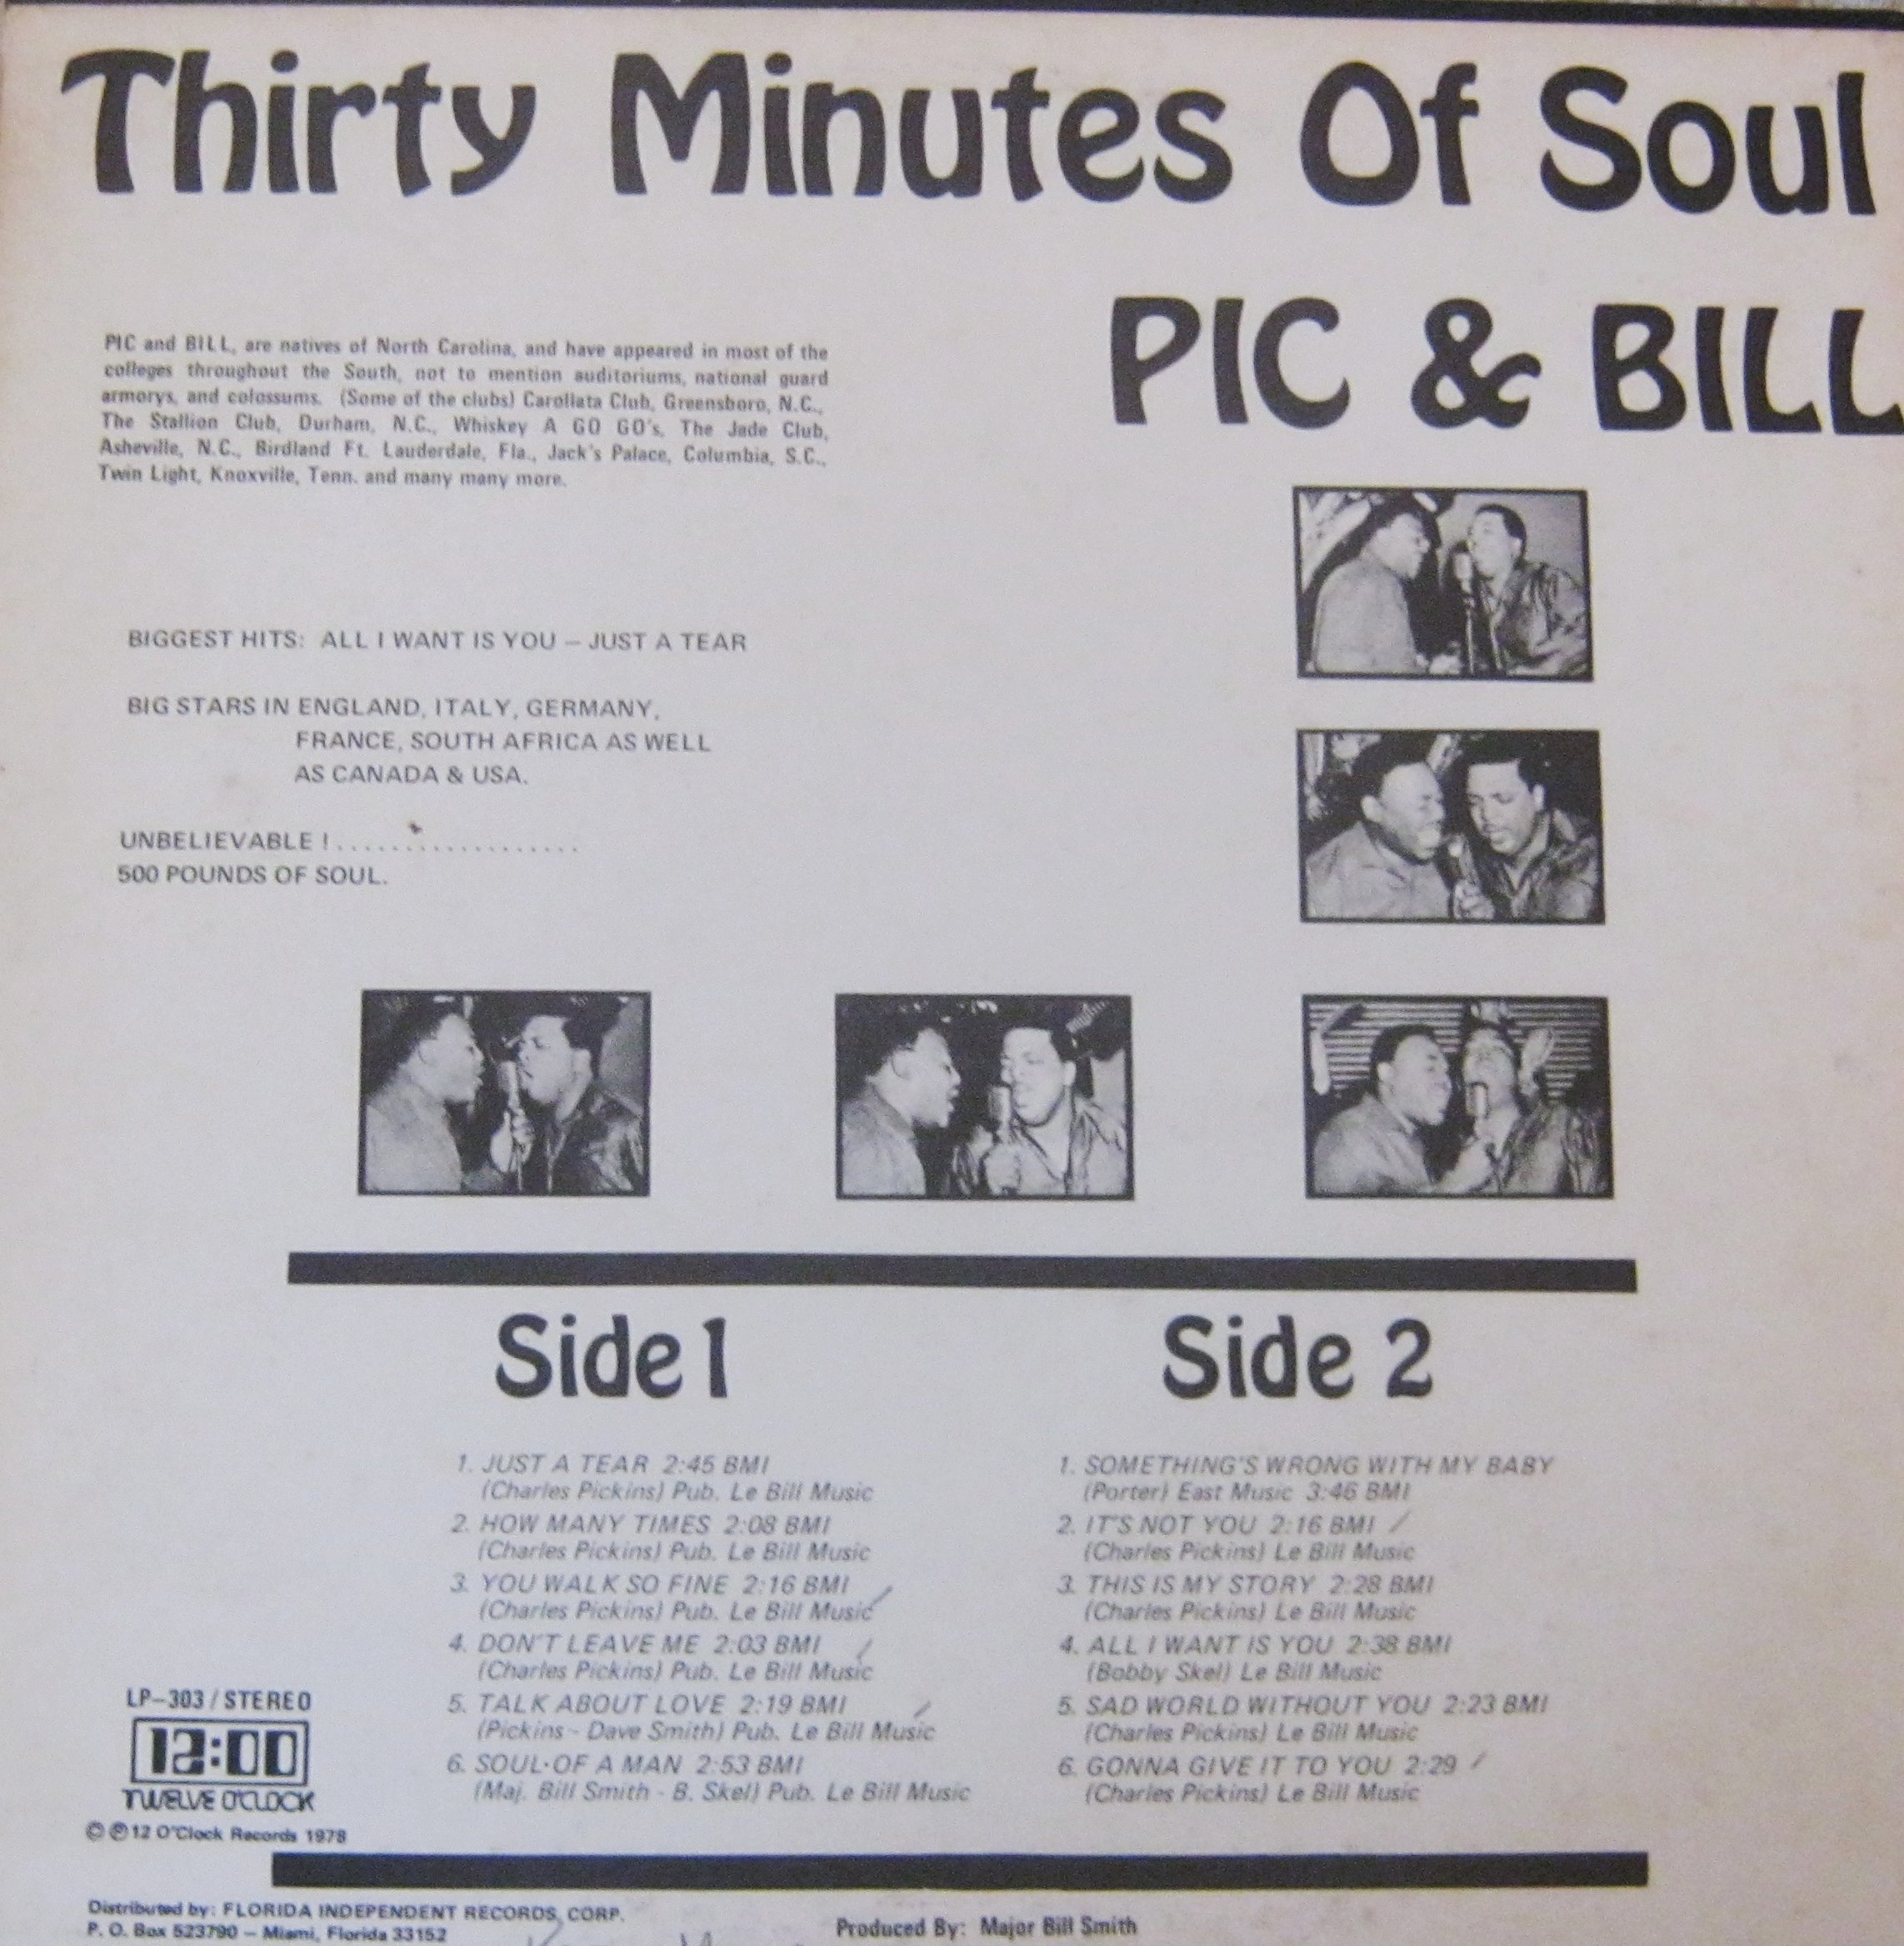 Thirty Minutes Of Soul
PIC & BILL
PIC and BILL, are natives of North Carolina, and have appeared in most of the
colleges throughout the South, not to mention auditoriums, national guard
armorys, and colossums. (Some of the clubs) Carollata Club, Greensboro, N.C.,
The Stallion Club, Durham, N.C., Whiskey A GO GO's, The Jade Club,
Asheville, N.C., Birdland Ft. Lauderdale, Fla., Jack's Palace, Columbia, S.C.,
Twin Light, Knoxville, Tenn. and many many more.
BIGGEST HITS: ALL I WANT IS YOU — JUST A TEAR
BIG STARS IN ENGLAND, ITALY, GERMANY,
FRANCE, SOUTH AFRICA AS WELL
AS CANADA & USA.
UNBELIEVABLE ! . . . . . . . . . . . . . . . . . .
500 POUNDS OF SOUL.
Side 1
1. JUST A TEAR 2:45 BMI
(Charles Pickins) Pub. Le Bill Music
2. HOW MANY TIMES 2:08 BMI
(Charles Pickins) Pub. Le Bill Music
3. YOU WALK SO FINE 2:16 BMI
(Charles Pickins) Pub. Le Bill Music
4. DON'T LEAVE ME 2:03 BMI
(Charles Pickins) Pub. Le Bill Music
5. TALK ABOUT LOVE 2:19 BMI
(Pickins - Dave Smith) Pub. Le Bill Music
6. SOUL·OF A MAN 2:53 BMI
(Maj. Bill Smith - B. Skel) Pub. Le Bill Music
Side 2
1. SOMETHING'S WRONG WITH MY BABY
(Porter) East Music 3:46 BMI
2. IT'S NOT YOU 2:16 BMI
(Charles Pickins) Le Bill Music
3. THIS IS MY STORY 2:28 BMI
(Charles Pickins) Le Bill Music
4. ALL I WANT IS YOU 2:38 BMI
(Bobby Skel) Le Bill Music
5. SAD WORLD WITHOUT YOU 2:23 BMI
(Charles Pickins) Le Bill Music
6. GONNA GIVE IT TO YOU 2:29
(Charles Pickins) Le Bill Music
LP-303 / STEREO
12:00
TWELVE O'CLOCK
© ℗ 12 O'Clock Records 1978
Distributed by: FLORIDA INDEPENDENT RECORDS, CORP.
P. O. Box 523790 — Miami, Florida 33152
Produced By: Major Bill Smith